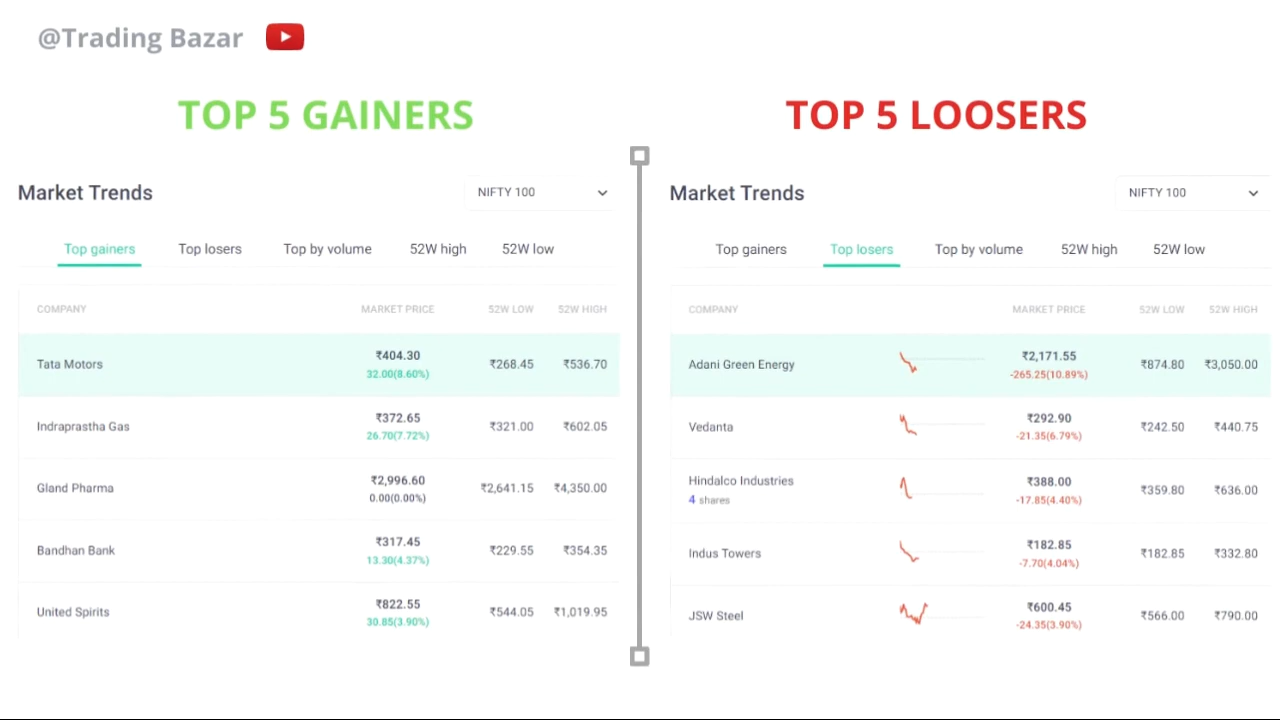 @Trading Bazar
TOP 5 GAINERS
Market Trends
NIFTY 100
Top gainers Top losers Top by volume 52W high 52W low
COMPANY MARKET PRICE 52W LOW 52W HIGH
₹404.30
Tata Motors ₹268.45 ₹536.70
32.00(8.60%)
₹372.65
Indraprastha Gas ₹321.00 ₹602.05
26.70(7.72%)
₹2,996.60
Gland Pharma ₹2,641.15 ₹4,350.00
0.00(0.00%)
₹317.45
Bandhan Bank ₹229.55 ₹354.35
13.30(4.37%)
₹822.55
United Spirits ₹544.05 ₹1,019.95
30.85(3.90%)
TOP 5 LOOSERS
Market Trends
NIFTY 100
Top gainers Top losers Top by volume 52W high 52W low
COMPANY MARKET PRICE 52W LOW 52W HIGH
₹2,171.55
Adani Green Energy ₹874.80 ₹3,050.00
-265.25(10.89%)
₹292.90
Vedanta ₹242.50 ₹440.75
-21.35(6.79%)
Hindalco Industries ₹388.00
₹359.80 ₹636.00
4 shares -17.85(4.40%)
₹182.85
Indus Towers ₹182.85 ₹332.80
-7.70(4.04%)
₹600.45
JSW Steel ₹566.00 ₹790.00
-24.35(3.90%)